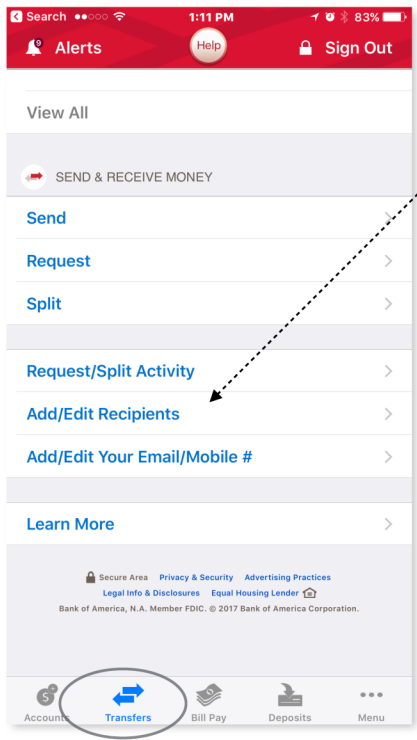 Search 1:11 PM 83%
9 Alerts Help Sign Out
View All
SEND & RECEIVE MONEY
Send
Request
Split
Request/Split Activity
Add/Edit Recipients
Add/Edit Your Email/Mobile #
Learn More
Secure Area Privacy & Security Advertising Practices
Legal Info & Disclosures Equal Housing Lender
Bank of America, N.A. Member FDIC. © 2017 Bank of America Corporation.
Accounts Transfers Bill Pay Deposits Menu